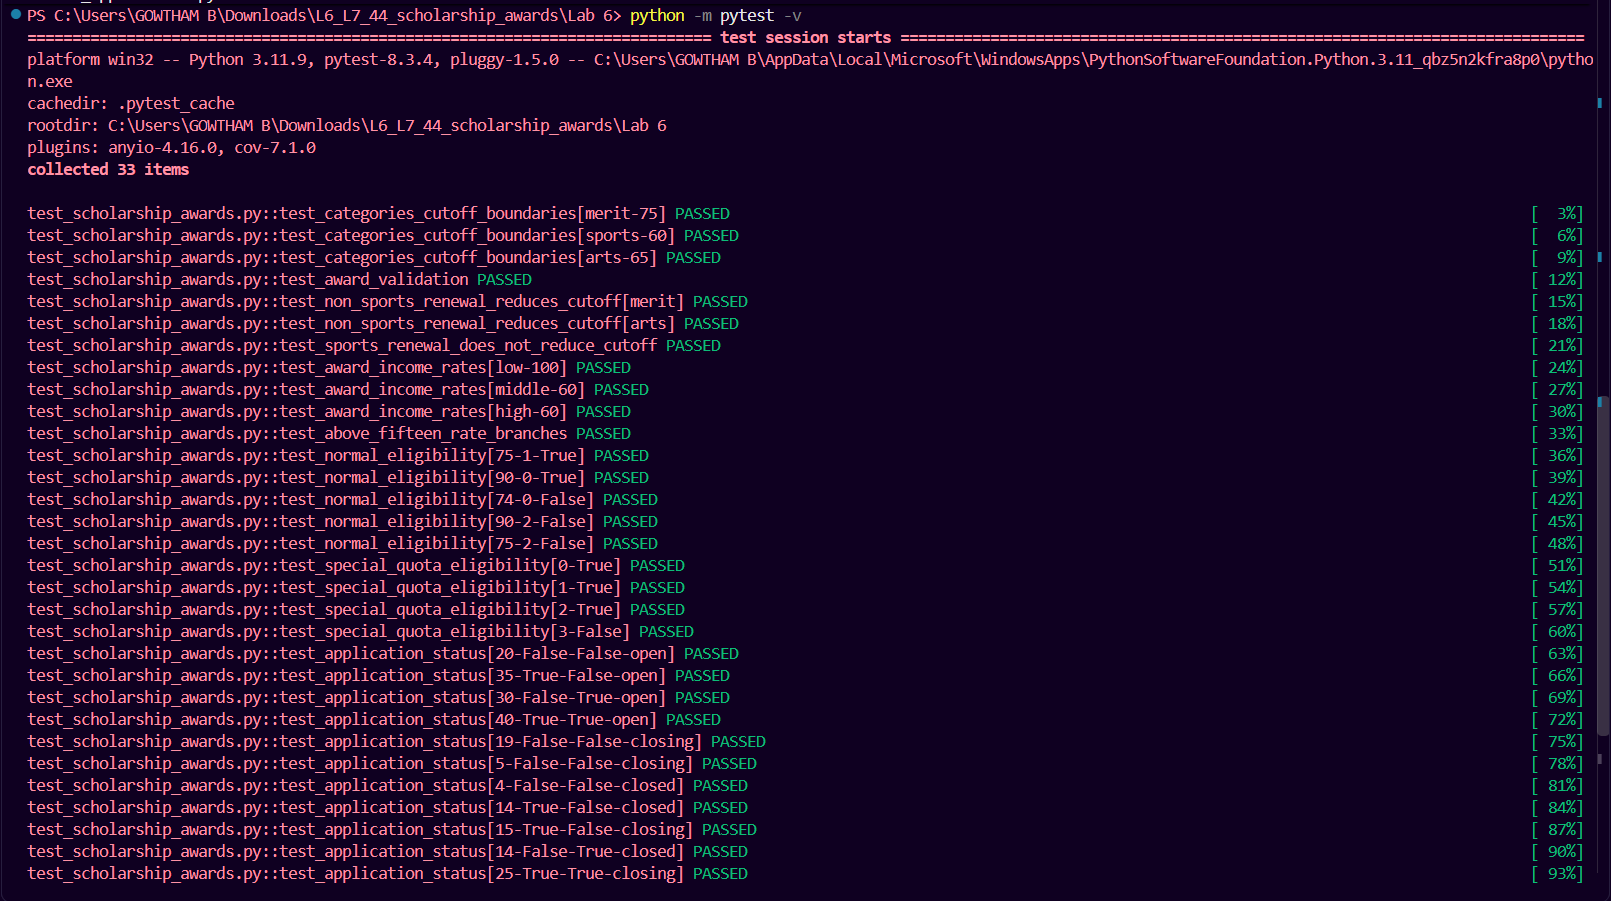 PS C:\Users\GOWTHAM B\Downloads\L6_L7_44_scholarship_awards\Lab 6> python -m pytest -v
============================================================================ test session starts ============================================================================
platform win32 -- Python 3.11.9, pytest-8.3.4, pluggy-1.5.0 -- C:\Users\GOWTHAM B\AppData\Local\Microsoft\WindowsApps\PythonSoftwareFoundation.Python.3.11_qbz5n2kfra8p0\pytho
n.exe
cachedir: .pytest_cache
rootdir: C:\Users\GOWTHAM B\Downloads\L6_L7_44_scholarship_awards\Lab 6
plugins: anyio-4.16.0, cov-7.1.0
collected 33 items
test_scholarship_awards.py::test_categories_cutoff_boundaries[merit-75] PASSED [  3%]
test_scholarship_awards.py::test_categories_cutoff_boundaries[sports-60] PASSED [  6%]
test_scholarship_awards.py::test_categories_cutoff_boundaries[arts-65] PASSED [  9%]
test_scholarship_awards.py::test_award_validation PASSED [ 12%]
test_scholarship_awards.py::test_non_sports_renewal_reduces_cutoff[merit] PASSED [ 15%]
test_scholarship_awards.py::test_non_sports_renewal_reduces_cutoff[arts] PASSED [ 18%]
test_scholarship_awards.py::test_sports_renewal_does_not_reduce_cutoff PASSED [ 21%]
test_scholarship_awards.py::test_award_income_rates[low-100] PASSED [ 24%]
test_scholarship_awards.py::test_award_income_rates[middle-60] PASSED [ 27%]
test_scholarship_awards.py::test_award_income_rates[high-60] PASSED [ 30%]
test_scholarship_awards.py::test_above_fifteen_rate_branches PASSED [ 33%]
test_scholarship_awards.py::test_normal_eligibility[75-1-True] PASSED [ 36%]
test_scholarship_awards.py::test_normal_eligibility[90-0-True] PASSED [ 39%]
test_scholarship_awards.py::test_normal_eligibility[74-0-False] PASSED [ 42%]
test_scholarship_awards.py::test_normal_eligibility[90-2-False] PASSED [ 45%]
test_scholarship_awards.py::test_normal_eligibility[75-2-False] PASSED [ 48%]
test_scholarship_awards.py::test_special_quota_eligibility[0-True] PASSED [ 51%]
test_scholarship_awards.py::test_special_quota_eligibility[1-True] PASSED [ 54%]
test_scholarship_awards.py::test_special_quota_eligibility[2-True] PASSED [ 57%]
test_scholarship_awards.py::test_special_quota_eligibility[3-False] PASSED [ 60%]
test_scholarship_awards.py::test_application_status[20-False-False-open] PASSED [ 63%]
test_scholarship_awards.py::test_application_status[35-True-False-open] PASSED [ 66%]
test_scholarship_awards.py::test_application_status[30-False-True-open] PASSED [ 69%]
test_scholarship_awards.py::test_application_status[40-True-True-open] PASSED [ 72%]
test_scholarship_awards.py::test_application_status[19-False-False-closing] PASSED [ 75%]
test_scholarship_awards.py::test_application_status[5-False-False-closing] PASSED [ 78%]
test_scholarship_awards.py::test_application_status[4-False-False-closed] PASSED [ 81%]
test_scholarship_awards.py::test_application_status[14-True-False-closed] PASSED [ 84%]
test_scholarship_awards.py::test_application_status[15-True-False-closing] PASSED [ 87%]
test_scholarship_awards.py::test_application_status[14-False-True-closed] PASSED [ 90%]
test_scholarship_awards.py::test_application_status[25-True-True-closing] PASSED [ 93%]